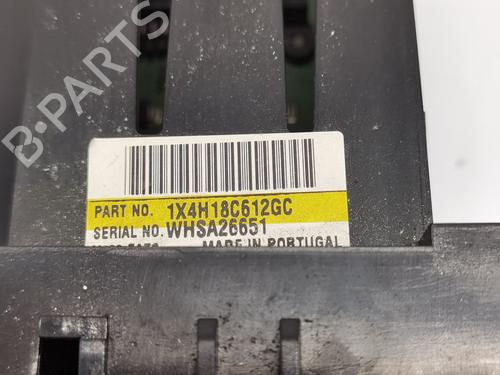 B-PARTS
PART NO. 1X4H18C612GC
SERIAL NO. WHSA26651
MADE IN PORTUGAL